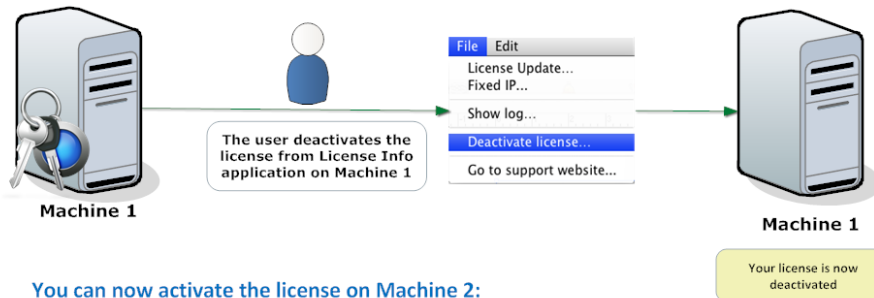 File Edit
License Update...
Fixed IP...
Show log...
Deactivate license...
Go to support website...
The user deactivates the
license from License Info
application on Machine 1
Machine 1
Machine 1
Your license is now
deactivated
You can now activate the license on Machine 2: